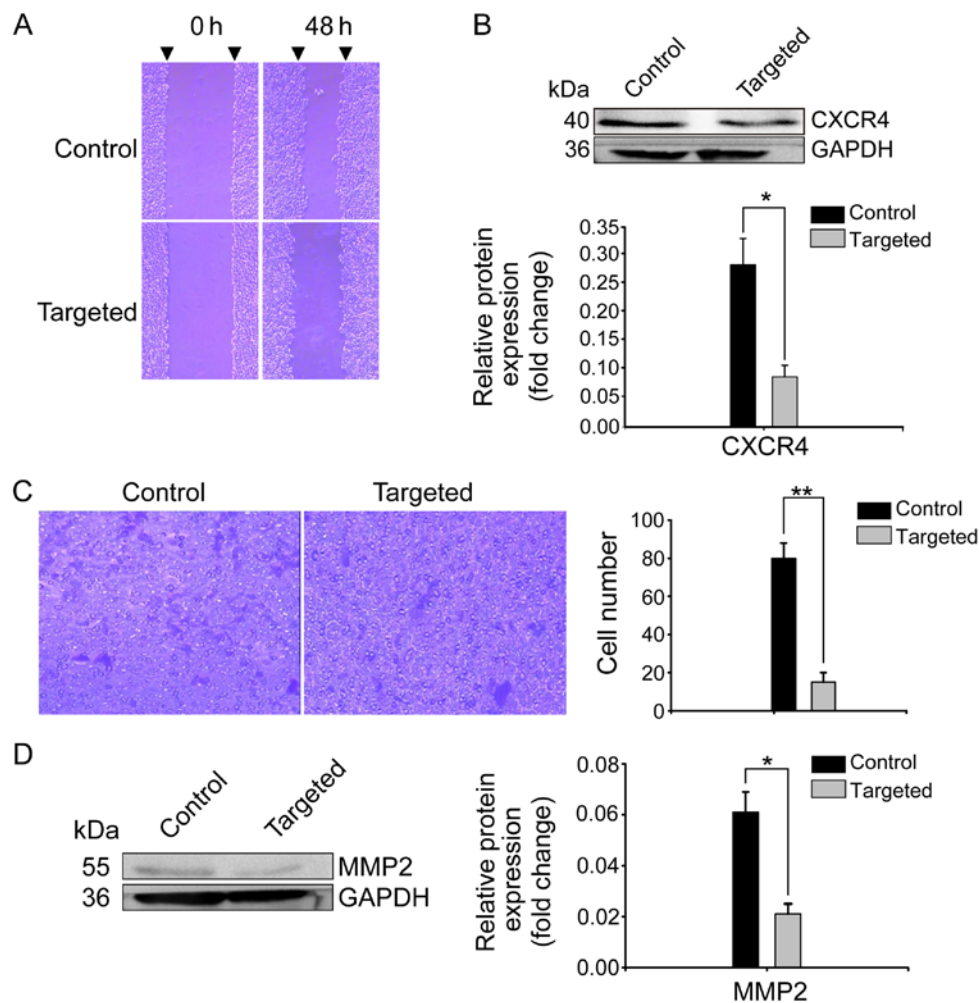 A
0 h
48 h
Control
Targeted
B
Control
Targeted
kDa
40
CXCR4
36
GAPDH
*
Control
Targeted
Relative protein
expression
(fold change)
0.35
0.30
0.25
0.20
0.15
0.10
0.05
0.00
CXCR4
C
Control
Targeted
**
Control
Targeted
Cell number
100
80
60
40
20
0
D
Control
Targeted
kDa
55
MMP2
36
GAPDH
*
Control
Targeted
Relative protein
expression
(fold change)
0.08
0.06
0.04
0.02
0.00
MMP2